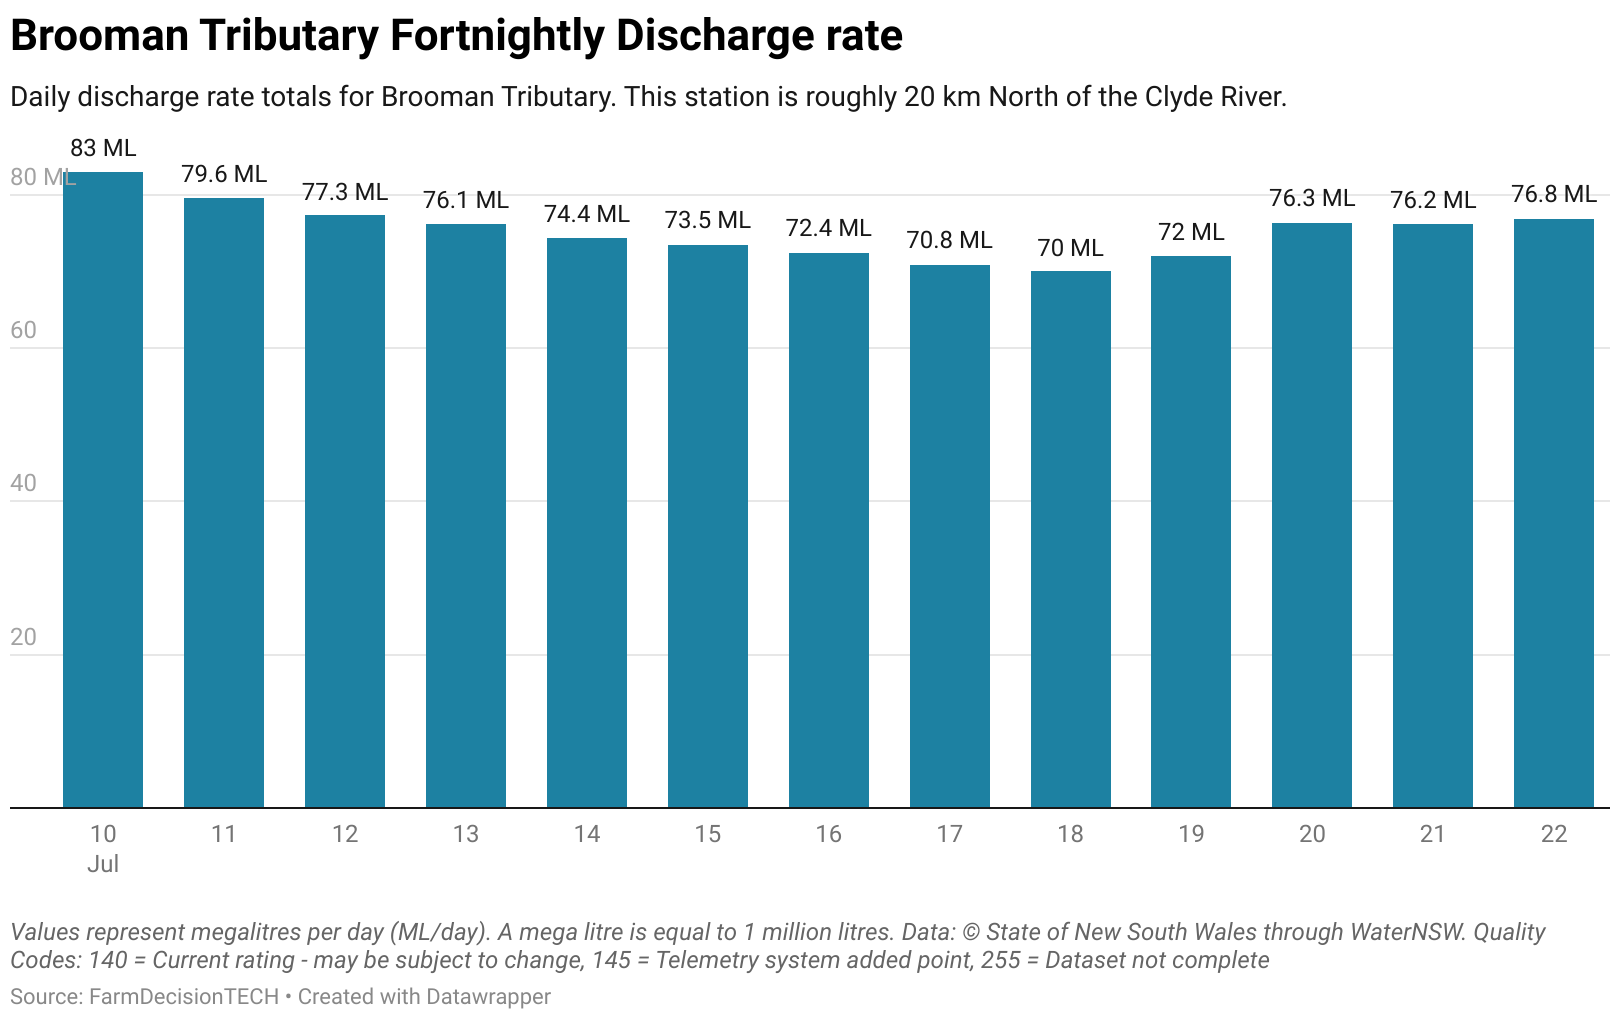 Brooman Tributary Fortnightly Discharge rate
Daily discharge rate totals for Brooman Tributary. This station is roughly 20 km North of the Clyde River.
83 ML
79.6 ML
77.3 ML
76.1 ML
74.4 ML
73.5 ML
72.4 ML
70.8 ML
70 ML
72 ML
76.3 ML
76.2 ML
76.8 ML
80 ML
60
40
20
10 11 12 13 14 15 16 17 18 19 20 21 22
Jul
Values represent megalitres per day (ML/day). A mega litre is equal to 1 million litres. Data: © State of New South Wales through WaterNSW. Quality
Codes: 140 = Current rating - may be subject to change, 145 = Telemetry system added point, 255 = Dataset not complete
Source: FarmDecisionTECH • Created with Datawrapper